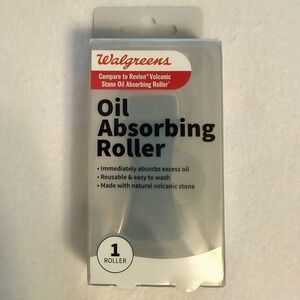 Walgreens
Compare to Revlon® Volcanic
Stone Oil Absorbing Roller*
Oil
Absorbing
Roller
• Immediately absorbs excess oil
• Reusable & easy to wash
• Made with natural volcanic stone
1
ROLLER